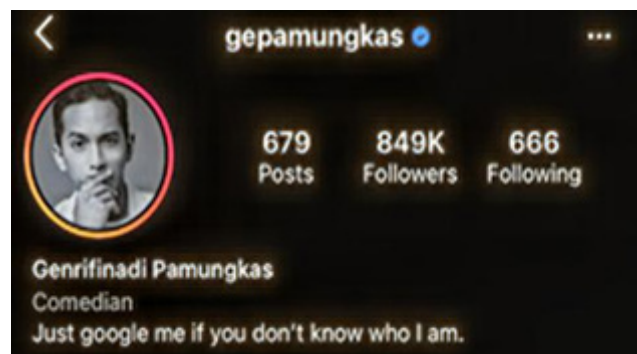 gepamungkas
679 849K 666
Posts Followers Following
Genrifinadi Pamungkas
Comedian
Just google me if you don't know who I am.